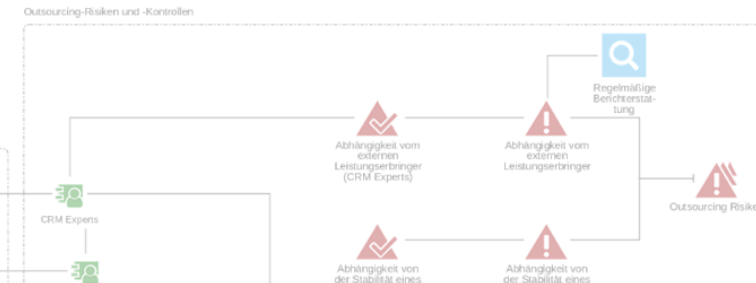 Outsourcing-Risiken und -Kontrollen
Regelmäßige
Berichterstat-
tung
Abhängigkeit vom
externen
Leistungserbringer
(CRM Experts)
Abhängigkeit vom
externen
Leistungserbringer
Outsourcing Risike
CRM Experts
Abhängigkeit von
der Stabilität eines
Abhängigkeit von
der Stabilität eines